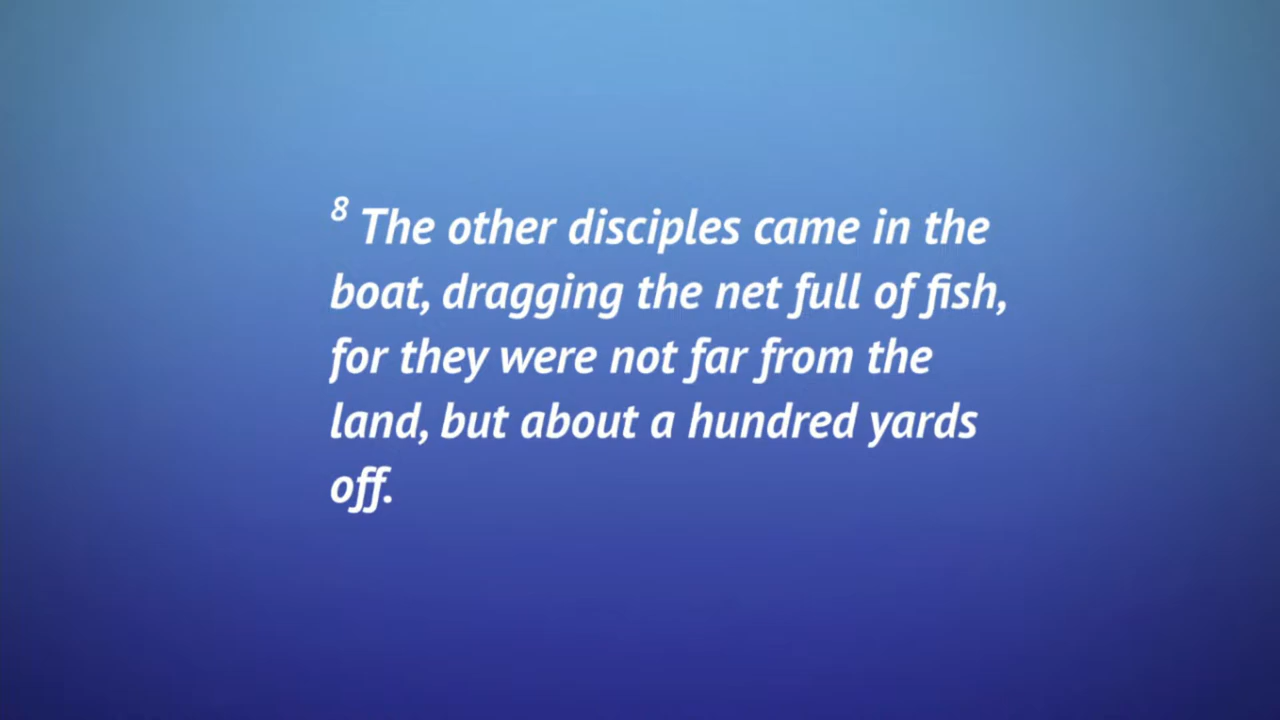 8 The other disciples came in the
boat, dragging the net full of fish,
for they were not far from the
land, but about a hundred yards
off.